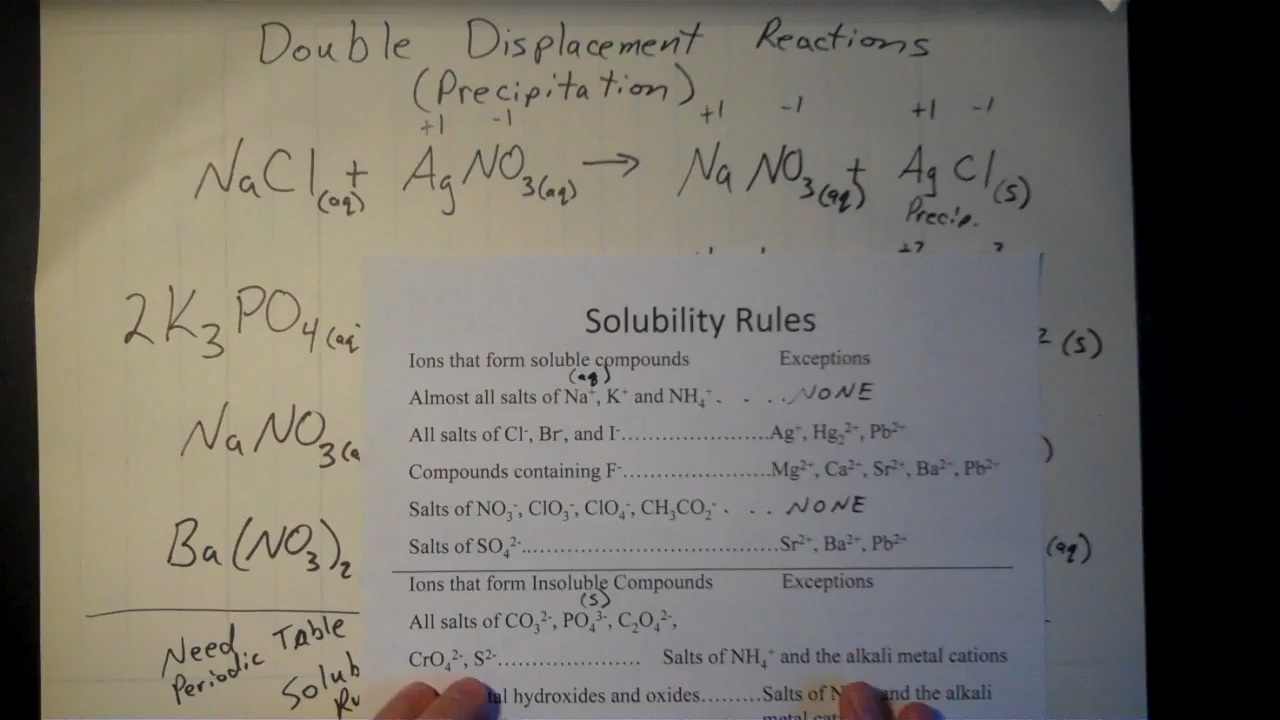 Double Displacement Reactions
(Precipitation)
+1 -1 +1 -1 +1 -1
NaCl(aq) + AgNO3(aq) → NaNO3(aq) + AgCl(s)
Precip.
2K3PO4(aq
2 (s)
NaNO3(a
)
Ba(NO3)2
(aq)
Need Table
Periodic
Solub
Ru
Solubility Rules
Ions that form soluble compounds Exceptions
(aq)
Almost all salts of Na⁺, K⁺ and NH₄⁺. . . . NONE
All salts of Cl⁻, Br, and I⁻......................Ag⁺, Hg₂²⁺, Pb²⁺
Compounds containing F⁻......................Mg²⁺, Ca²⁺, Sr²⁺, Ba²⁺, Pb²⁺
Salts of NO₃⁻, ClO₃⁻, ClO₄⁻, CH₃CO₂⁻ . . . NONE
Salts of SO₄²⁻......................................Sr²⁺, Ba²⁺, Pb²⁺
Ions that form Insoluble Compounds Exceptions
(s)
All salts of CO₃²⁻, PO₄³⁻, C₂O₄²⁻,
CrO₄²⁻, S²⁻..................... Salts of NH₄⁺ and the alkali metal cations
tal hydroxides and oxides.........Salts of N and the alkali